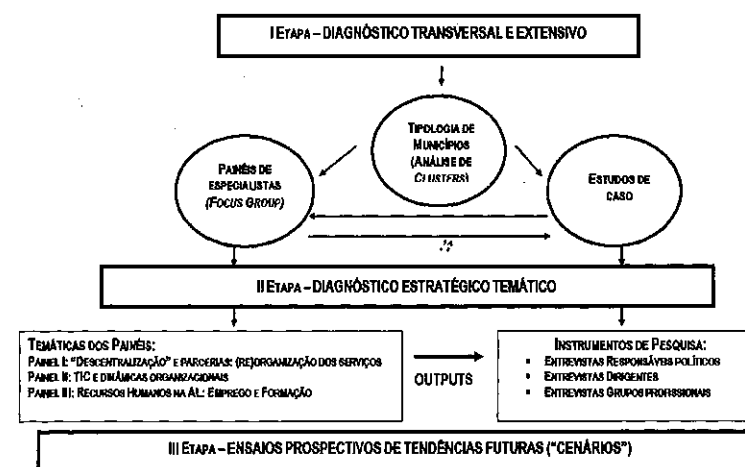 I ETAPA – DIAGNÓSTICO TRANSVERSAL E EXTENSIVO
TIPOLOGIA DE
MUNICÍPIOS
(ANÁLISE DE
CLUSTERS)
PAINÉIS DE
ESPECIALISTAS
(FOCUS GROUP)
ESTUDOS DE
CASO
II ETAPA – DIAGNÓSTICO ESTRATÉGICO TEMÁTICO
TEMÁTICAS DOS PAINÉIS:
PAINEL I: "DESCENTRALIZAÇÃO" E PARCERIAS: (RE)ORGANIZAÇÃO DOS SERVIÇOS
PAINEL II: TIC E DINÂMICAS ORGANIZACIONAIS
PAINEL III: RECURSOS HUMANOS NA AL: EMPREGO E FORMAÇÃO
OUTPUTS
INSTRUMENTOS DE PESQUISA:
▪ ENTREVISTAS RESPONSÁVEIS POLÍTICOS
▪ ENTREVISTAS DIRIGENTES
▪ ENTREVISTAS GRUPOS PROFISSIONAIS
III ETAPA – ENSAIOS PROSPECTIVOS DE TENDÊNCIAS FUTURAS ("CENÁRIOS")